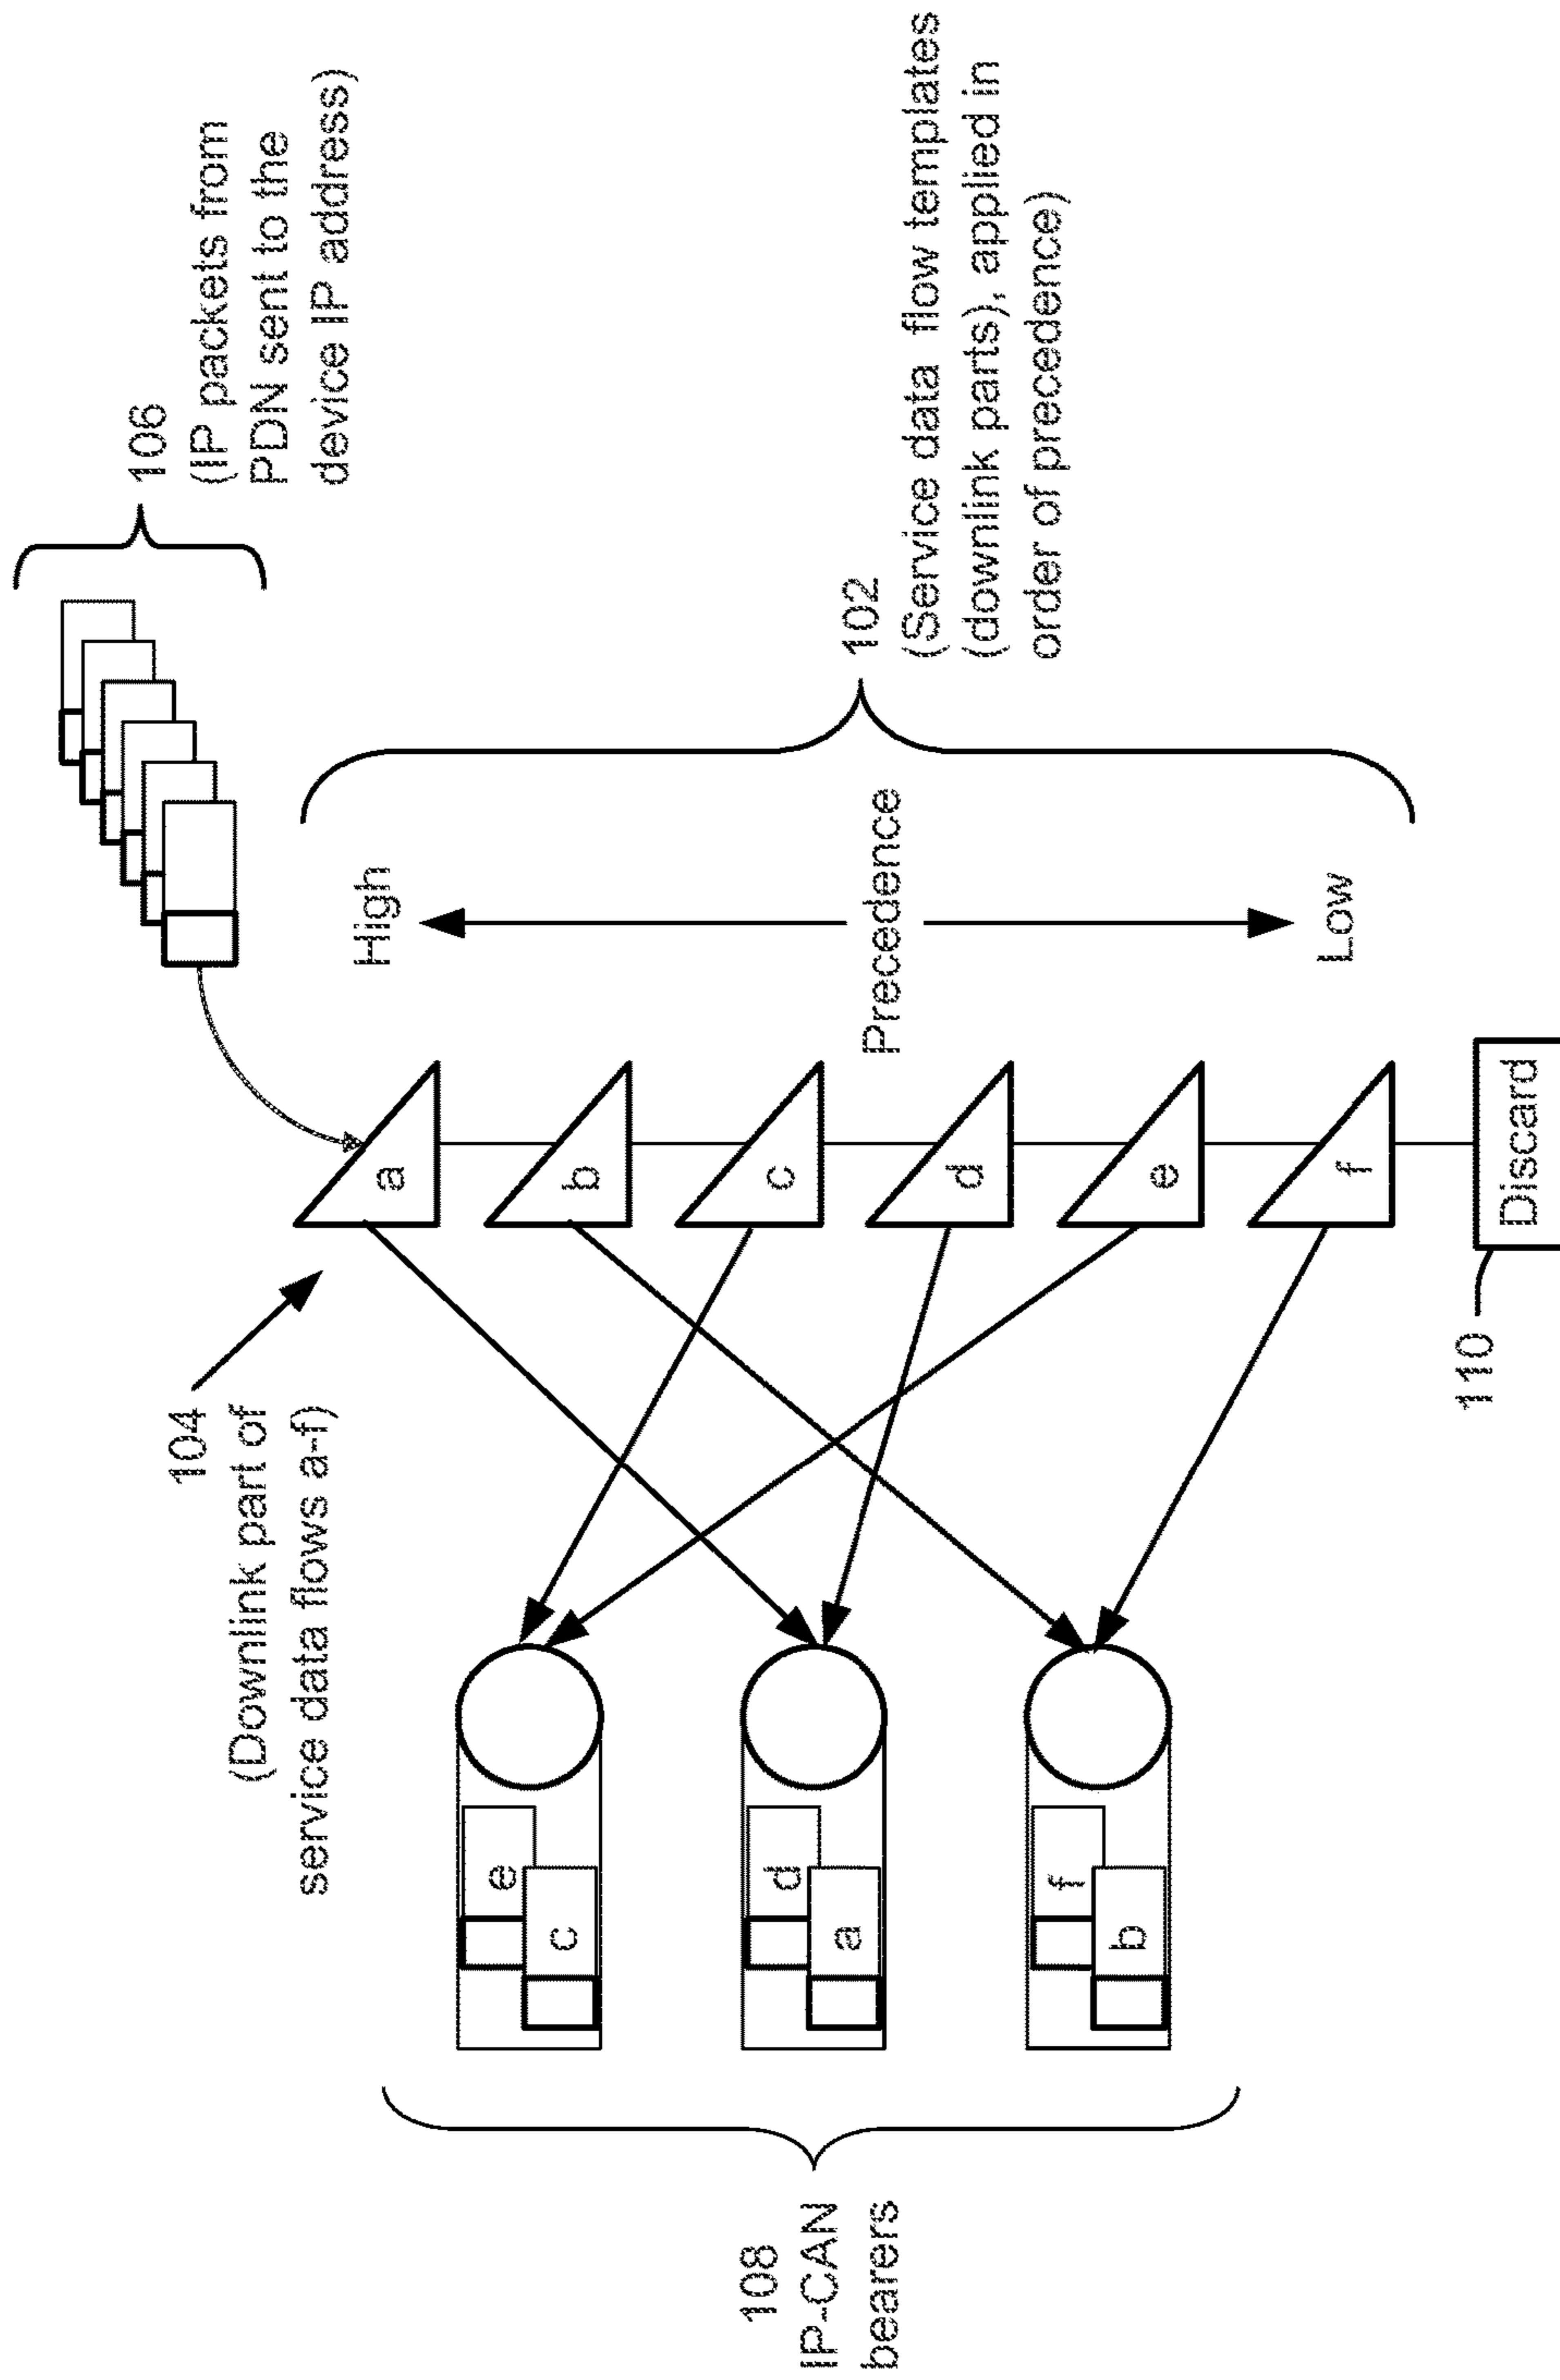 106
(IP packets from
PDN sent to the
device IP address)
104
(Downlink part of
service data flows a-f)
High
Precedence
Low
102
(Service data flow templates
(downlink parts), applied in
order of precedence)
a
b
c
d
e
f
e
c
d
a
f
b
108
IP-CAN
bearers
110
Discard